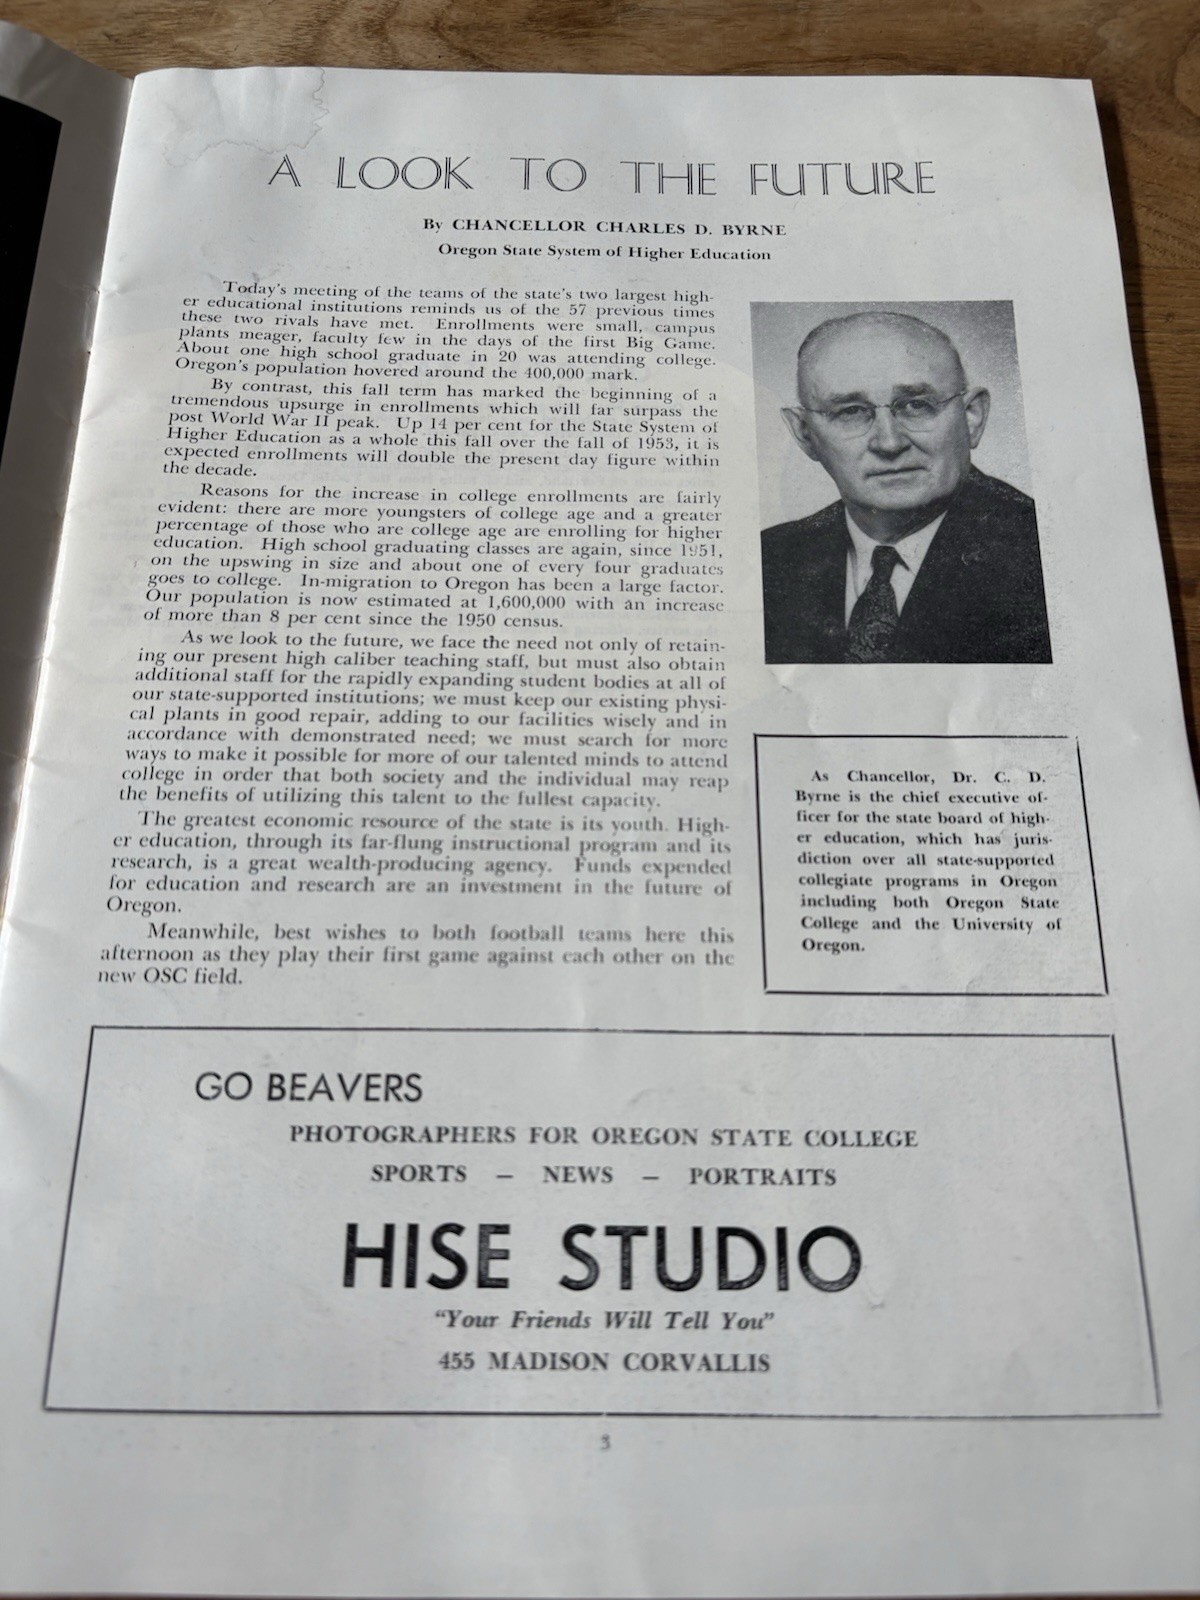 A LOOK TO THE FUTURE
By CHANCELLOR CHARLES D. BYRNE
Oregon State System of Higher Education
Today's meeting of the teams of the state's two largest high-
er educational institutions reminds us of the 57 previous times
these two rivals have met. Enrollments were small, campus
plants meager, faculty few in the days of the first Big Game.
About one high school graduate in 20 was attending college.
Oregon's population hovered around the 400,000 mark.
By contrast, this fall term has marked the beginning of a
tremendous upsurge in enrollments which will far surpass the
post World War II peak. Up 14 per cent for the State System of
Higher Education as a whole this fall over the fall of 1953, it is
expected enrollments will double the present day figure within
the decade.
Reasons for the increase in college enrollments are fairly
evident: there are more youngsters of college age and a greater
percentage of those who are college age are enrolling for higher
education. High school graduating classes are again, since 1951,
on the upswing in size and about one of every four graduates
goes to college. In-migration to Oregon has been a large factor.
Our population is now estimated at 1,600,000 with an increase
of more than 8 per cent since the 1950 census.
As we look to the future, we face the need not only of retain-
ing our present high caliber teaching staff, but must also obtain
additional staff for the rapidly expanding student bodies at all of
our state-supported institutions; we must keep our existing physi-
cal plants in good repair, adding to our facilities wisely and in
accordance with demonstrated need; we must search for more
ways to make it possible for more of our talented minds to attend
college in order that both society and the individual may reap
the benefits of utilizing this talent to the fullest capacity.
The greatest economic resource of the state is its youth. High-
er education, through its far-flung instructional program and its
research, is a great wealth-producing agency. Funds expended
for education and research are an investment in the future of
Oregon.
Meanwhile, best wishes to both football teams here this
afternoon as they play their first game against each other on the
new OSC field.
As Chancellor, Dr. C. D.
Byrne is the chief executive of-
ficer for the state board of high-
er education, which has juris-
diction over all state-supported
collegiate programs in Oregon
including both Oregon State
College and the University of
Oregon.
GO BEAVERS
PHOTOGRAPHERS FOR OREGON STATE COLLEGE
SPORTS – NEWS – PORTRAITS
HISE STUDIO
"Your Friends Will Tell You"
455 MADISON CORVALLIS
3